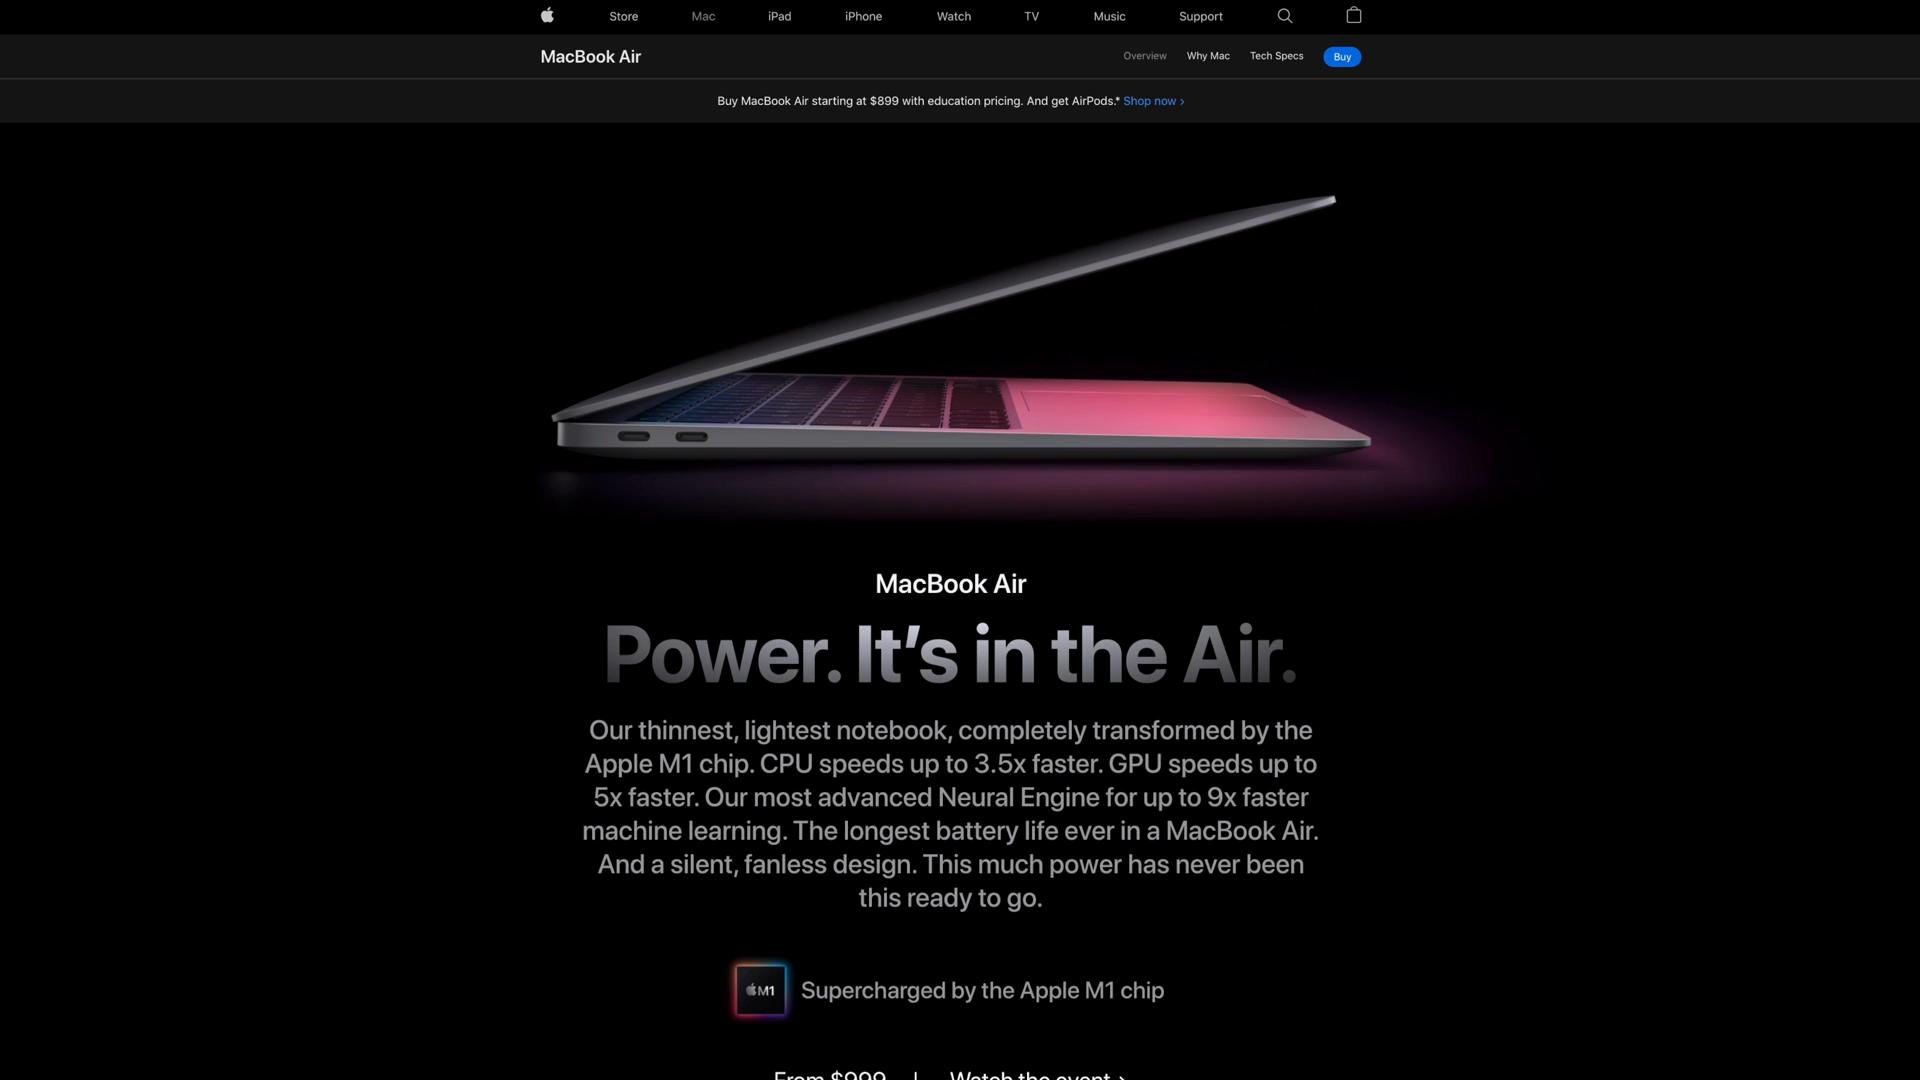 Store Mac iPad iPhone Watch TV Music Support
MacBook Air
Overview Why Mac Tech Specs Buy
Buy MacBook Air starting at $899 with education pricing. And get AirPods.* Shop now ›
MacBook Air
Power. It’s in the Air.
Our thinnest, lightest notebook, completely transformed by the
Apple M1 chip. CPU speeds up to 3.5x faster. GPU speeds up to
5x faster. Our most advanced Neural Engine for up to 9x faster
machine learning. The longest battery life ever in a MacBook Air.
And a silent, fanless design. This much power has never been
this ready to go.
M1
Supercharged by the Apple M1 chip
From $999 | Watch the event ›